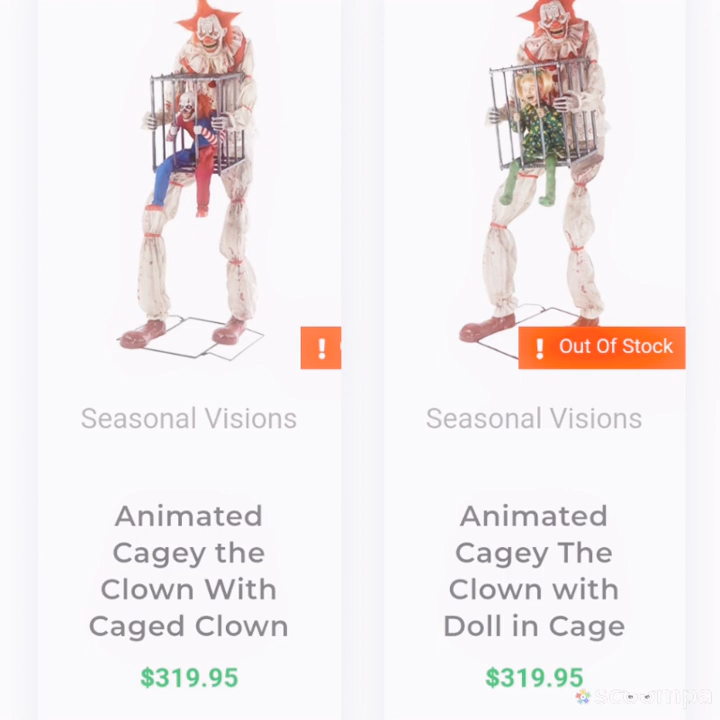 ! 
! Out Of Stock
Seasonal Visions
Seasonal Visions
Animated
Cagey the
Clown With
Caged Clown
$319.95
Animated
Cagey The
Clown with
Doll in Cage
$319.95